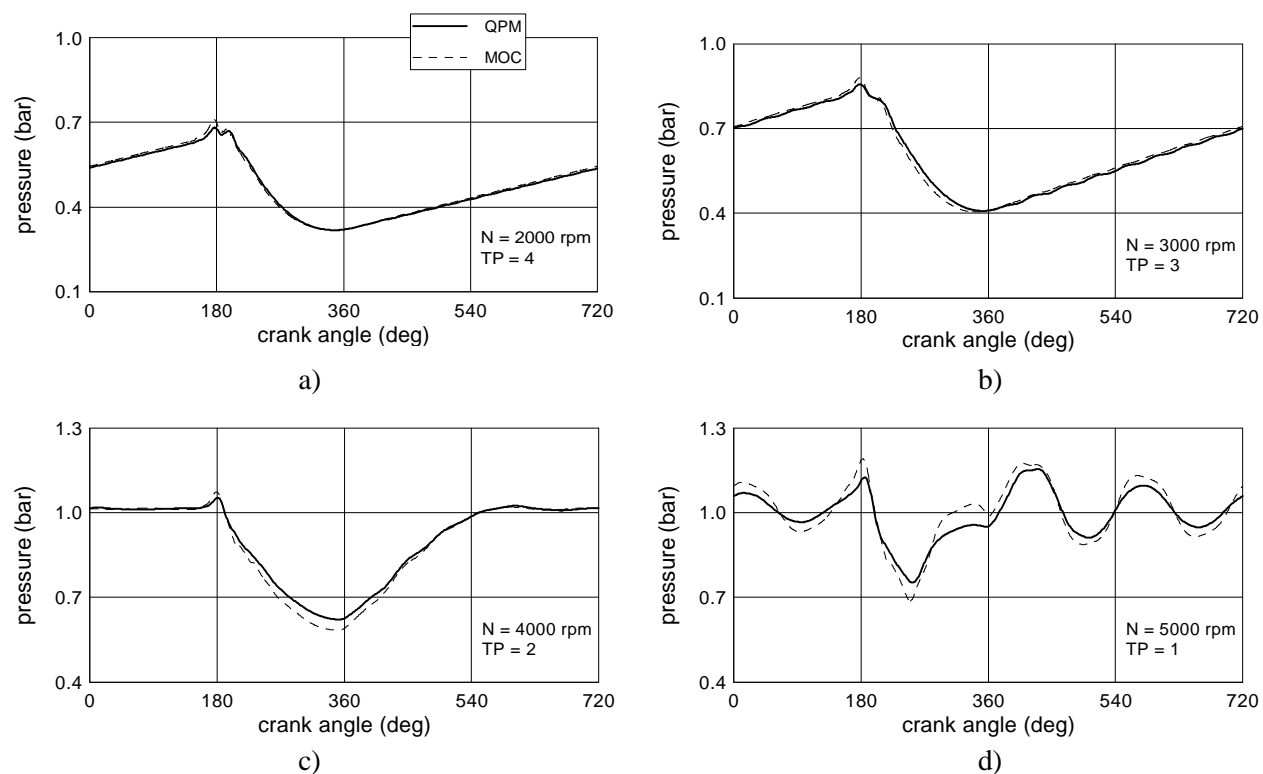 QPM
MOC
1.0
0.7
0.4
0.1
pressure (bar)
N = 2000 rpm
TP = 4
0 180 360 540 720
crank angle (deg)
a)
1.0
0.7
0.4
0.1
pressure (bar)
N = 3000 rpm
TP = 3
0 180 360 540 720
crank angle (deg)
b)
1.3
1.0
0.7
0.4
pressure (bar)
N = 4000 rpm
TP = 2
0 180 360 540 720
crank angle (deg)
c)
1.3
1.0
0.7
0.4
pressure (bar)
N = 5000 rpm
TP = 1
0 180 360 540 720
crank angle (deg)
d)